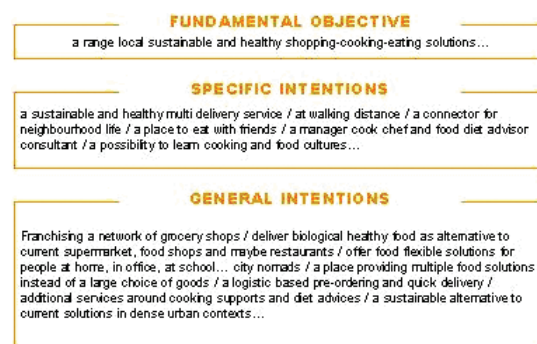 FUNDAMENTAL OBJECTIVE
a range local sustainable and healthy shopping-cooking-eating solutions...
SPECIFIC INTENTIONS
a sustainable and healthy multi delivery service / at walking distance / a connector for
neighbourhood life / a place to eat with friends / a manager cook chef and food diet advisor
consultant / a possibility to learn cooking and food cultures...
GENERAL INTENTIONS
Franchising a network of grocery shops / deliver biological healthy food as alternative to
current supermarket, food shops and maybe restaurants / offer food flexible solutions for
people at home, in office, at school... city nomads / a place providing multiple food solutions
instead of a large choice of goods / a logistic based pre-ordering and quick delivery /
additional services around cooking supports and diet advices / a sustainable alternative to
current solutions in dense urban contexts...